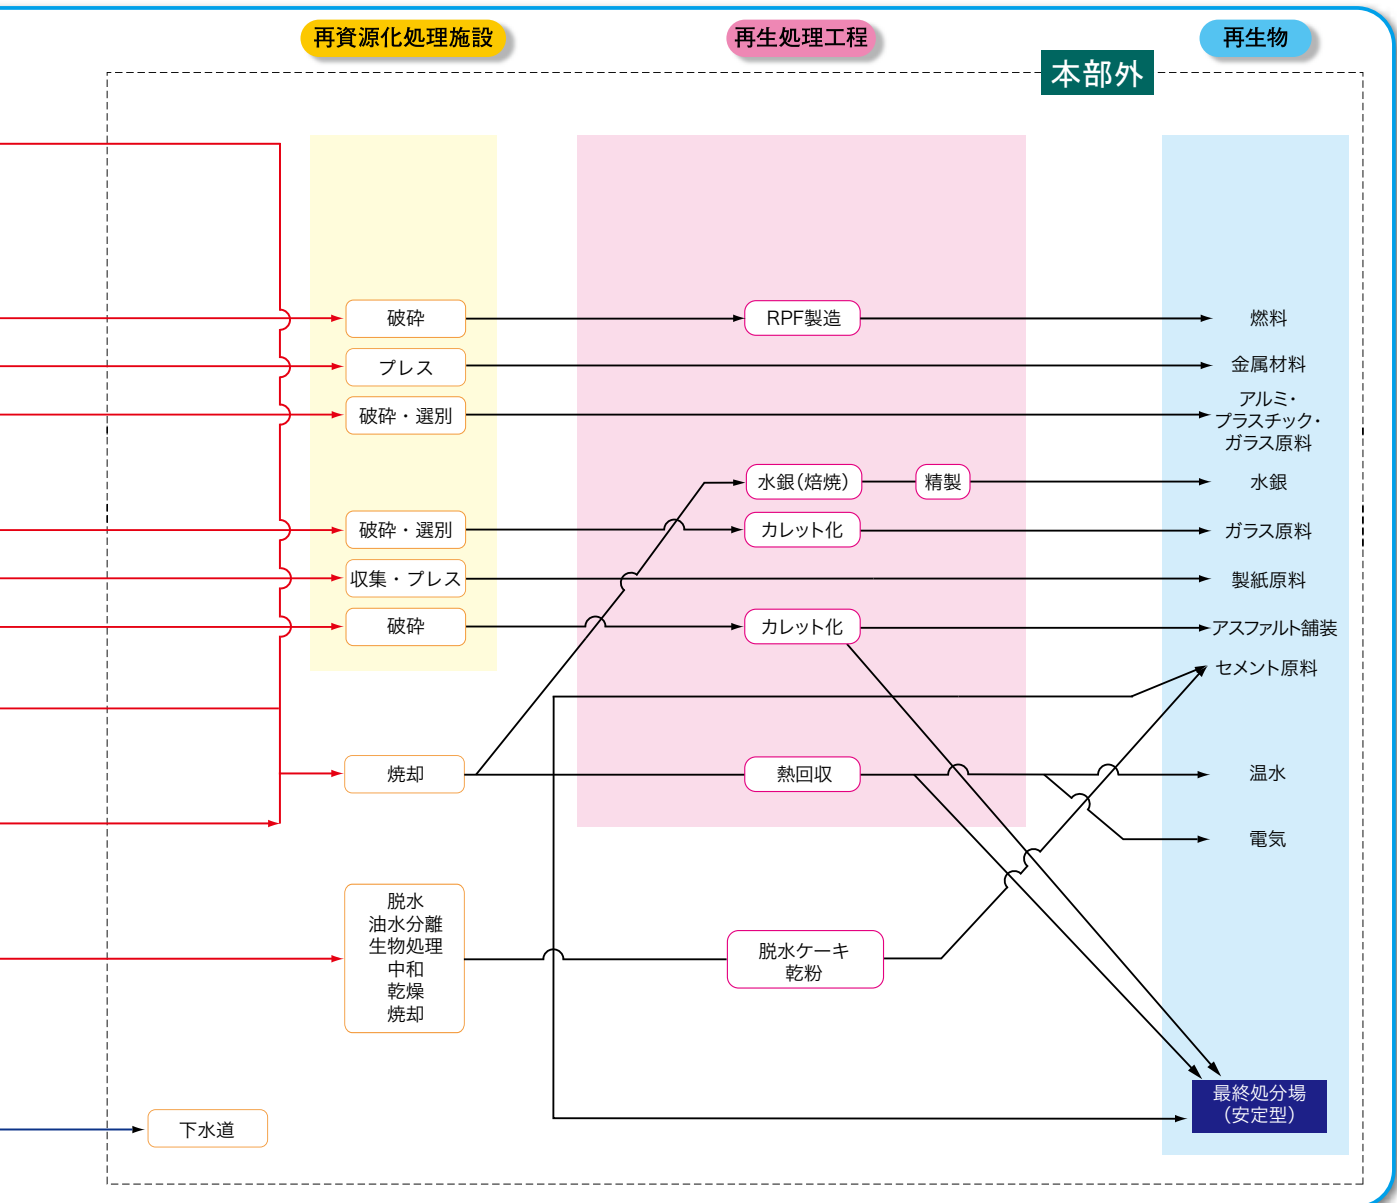 再資源化処理施設
再生処理工程
再生物
本部外
破砕
RPF製造
燃料
プレス
金属材料
破砕・選別
アルミ・
プラスチック・
ガラス原料
水銀(焙焼)
精製
水銀
破砕・選別
カレット化
ガラス原料
収集・プレス
製紙原料
破砕
カレット化
アスファルト舗装
セメント原料
焼却
熱回収
温水
電気
脱水
油水分離
生物処理
中和
乾燥
焼却
脱水ケーキ
乾粉
最終処分場
(安定型)
下水道